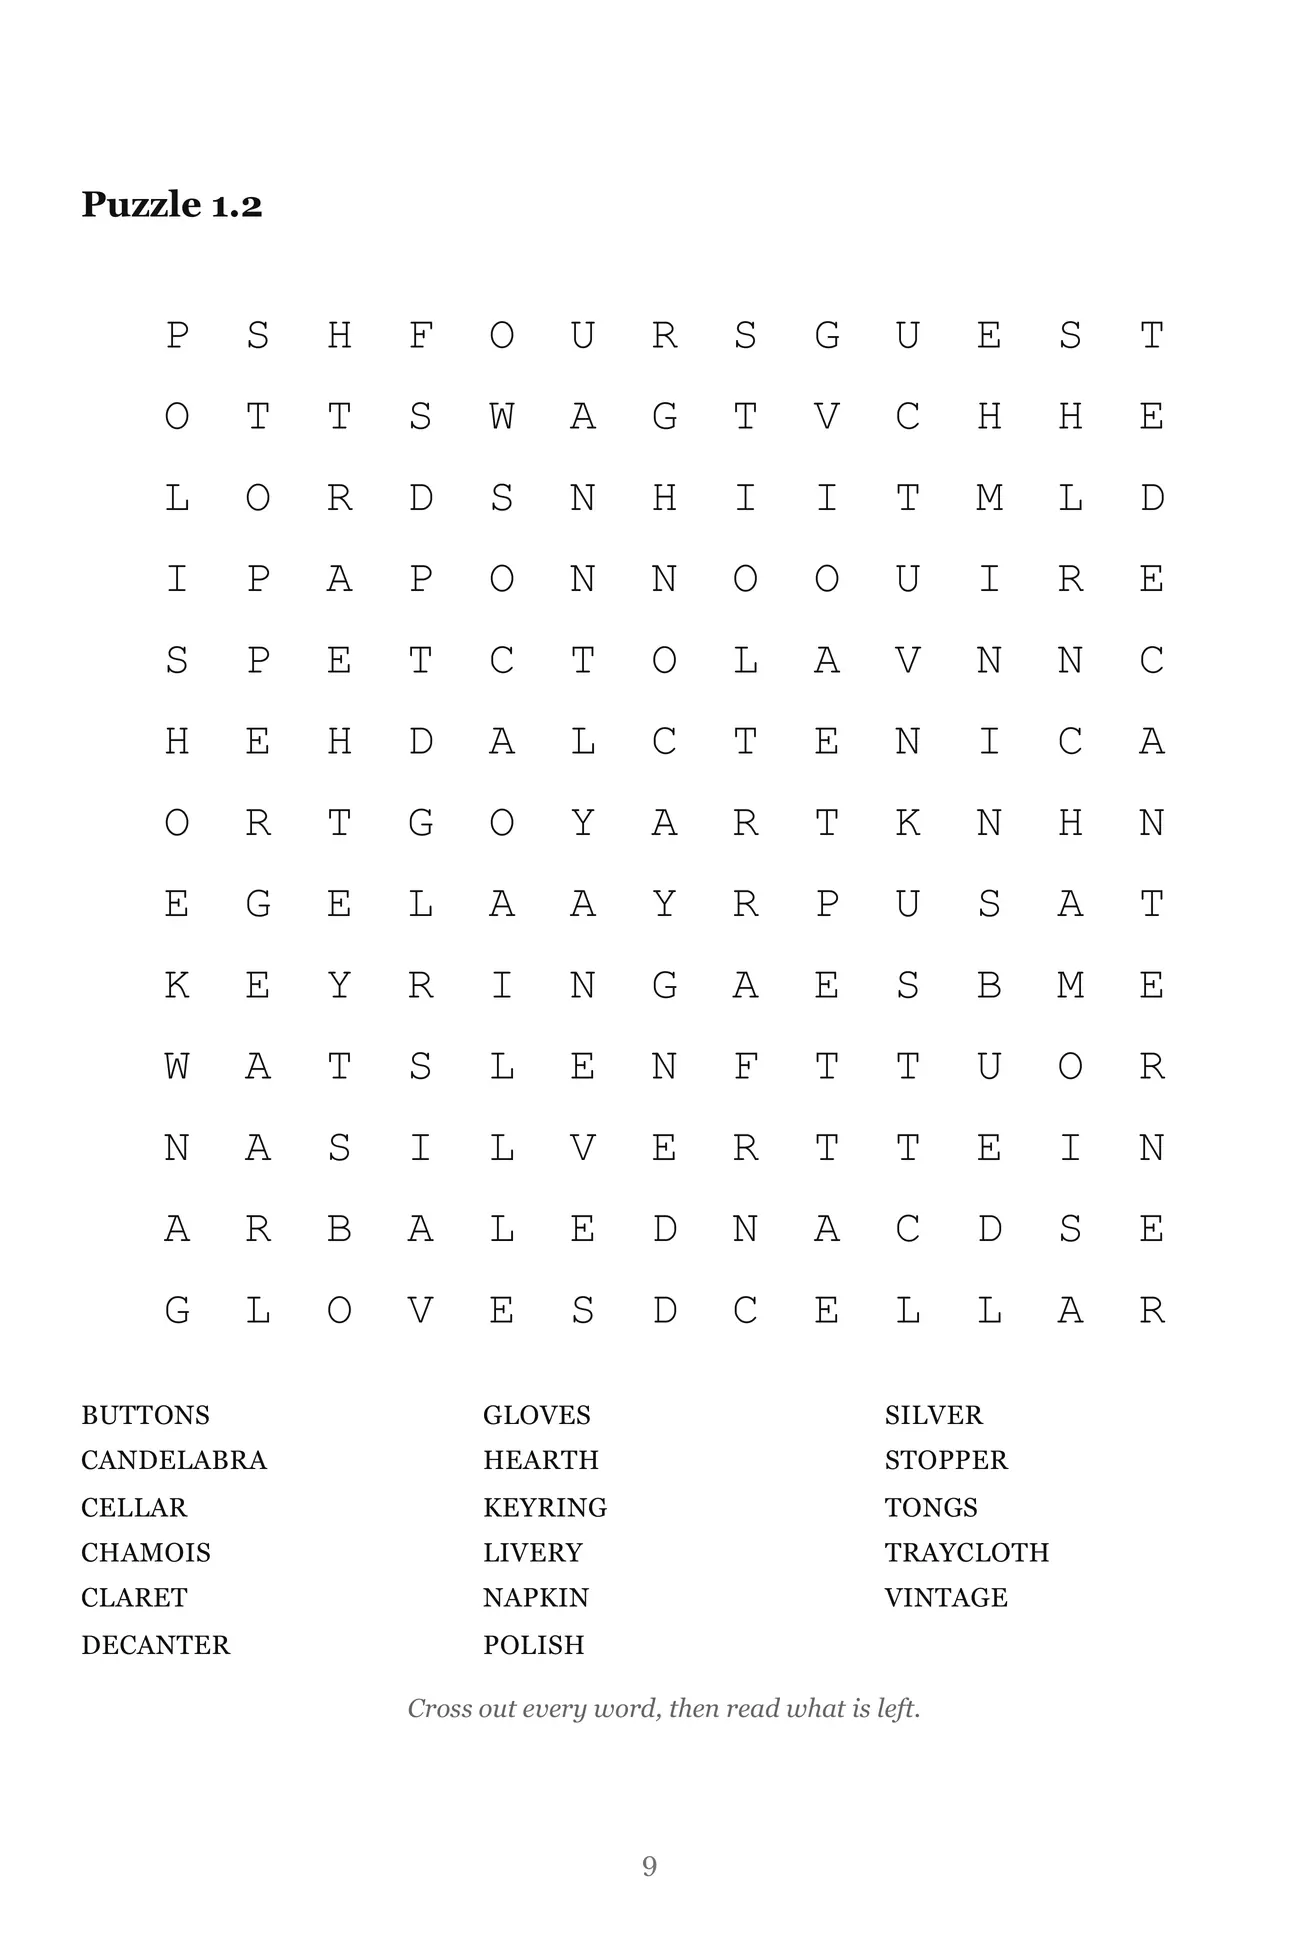 Puzzle 1.2
P S H F O U R S G U E S T
O T T S W A G T V C H H E
L O R D S N H I I T M L D
I P A P O N N O O U I R E
S P E T C T O L A V N N C
H E H D A L C T E N I C A
O R T G O Y A R T K N H N
E G E L A A Y R P U S A T
K E Y R I N G A E S B M E
W A T S L E N F T T U O R
N A S I L V E R T T E I N
A R B A L E D N A C D S E
G L O V E S D C E L L A R
BUTTONS
CANDELABRA
CELLAR
CHAMOIS
CLARET
DECANTER
GLOVES
HEARTH
KEYRING
LIVERY
NAPKIN
POLISH
SILVER
STOPPER
TONGS
TRAYCLOTH
VINTAGE
Cross out every word, then read what is left.
9